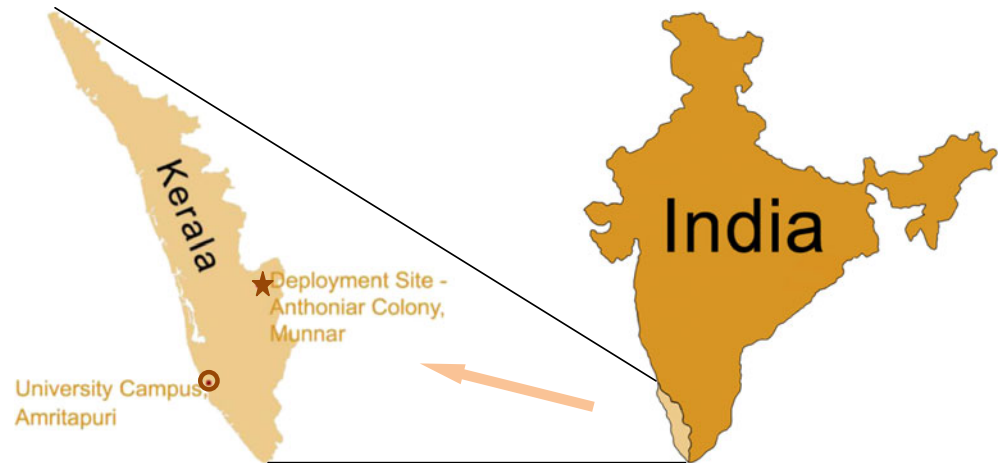 Kerala
India
Deployment Site -
Anthoniar Colony,
Munnar
University Campus,
Amritapuri